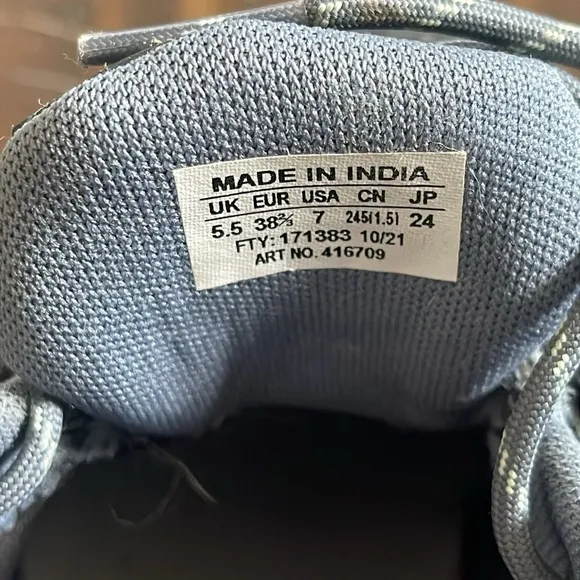 MADE IN INDIA
UK EUR USA CN JP
5.5 38⅔ 7 245(1.5) 24
FTY: 171383 10/21
ART NO. 416709